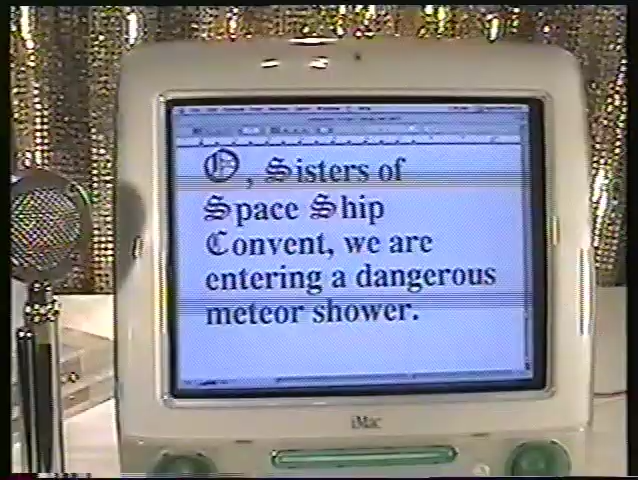 O, Sisters of
Space Ship
Convent, we are
entering a dangerous
meteor shower.
iMac